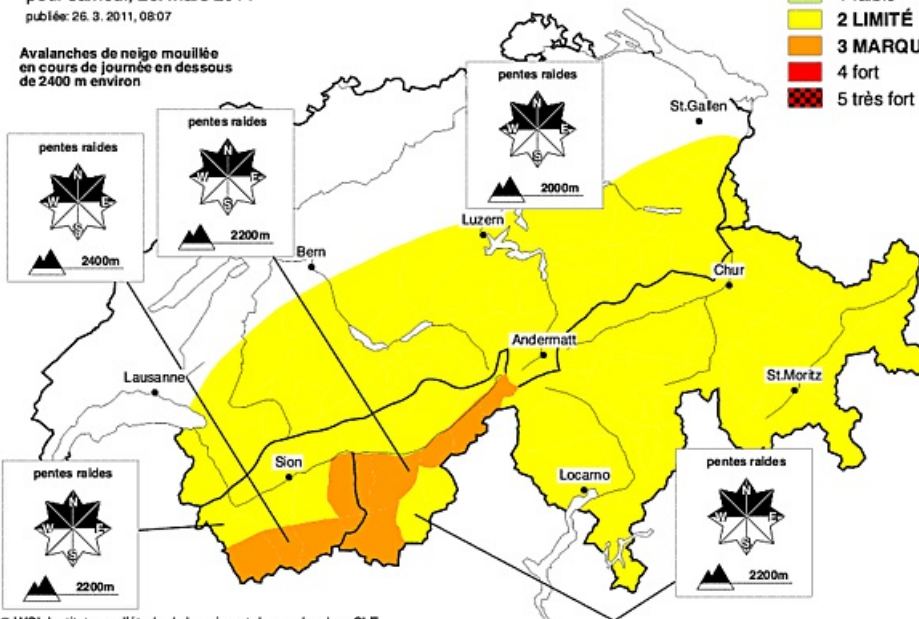 publiée: 26. 3. 2011, 08:07
Avalanches de neige mouillée
en cours de journée en dessous
de 2400 m environ
2 LIMITÉ
3 MARQU
4 fort
5 très fort
pentes raides
N
W E
S
2400m
pentes raides
N
W E
S
2200m
pentes raides
N
W E
S
2000m
St.Gallen
Luzern
Bern
Chur
Andermatt
Lausanne
St.Moritz
Sion
Locarno
pentes raides
N
W E
S
2200m
pentes raides
N
W E
S
2200m